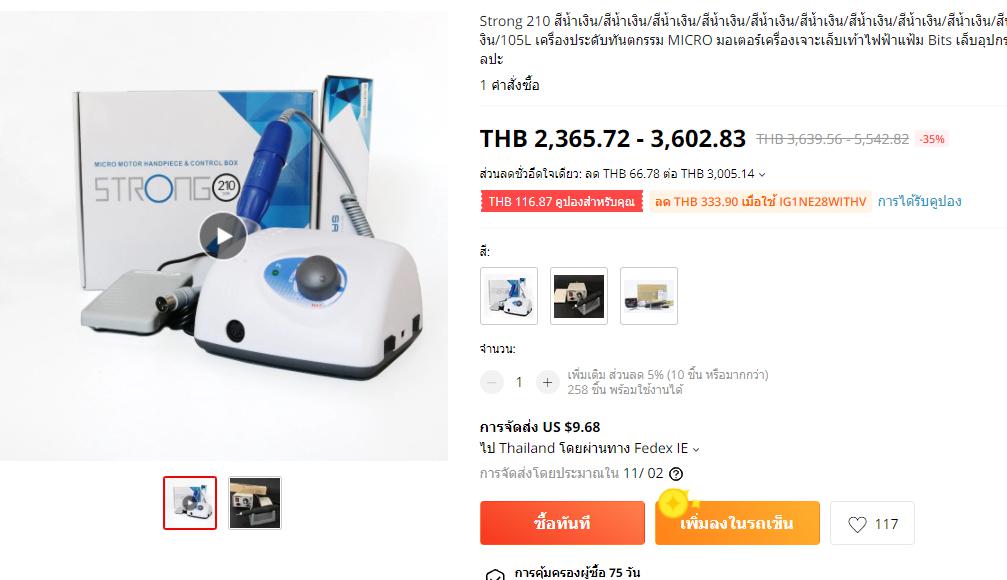 Strong 210 สีน้ำเงิน/สีน้ำเงิน/สีน้ำเงิน/สีน้ำเงิน/สีน้ำเงิน/สีน้ำเงิน/สีน้ำเงิน/สีน้ำเงิน/สีน้ำเงิน/สี
งิน/105L เครื่องประดับทันตกรรม MICRO มอเตอร์เครื่องเจาะเล็บเท้าไฟฟ้าแฟ้ม Bits เล็บอุปกร
ลปะ
1 คำสั่งซื้อ
THB 2,365.72 - 3,602.83 THB 3,639.56 - 5,542.82 -35%
ส่วนลดชั่วอึดใจเดียว: ลด THB 66.78 ต่อ THB 3,005.14
THB 116.87 คูปองสำหรับคุณ ลด THB 333.90 เมื่อใช้ IG1NE28WITHV การได้รับคูปอง
MICRO MOTOR HANDPIECE & CONTROL BOX
STRONG 210
สี:
จำนวน:
1
เพิ่มเติม ส่วนลด 5% (10 ชิ้น หรือมากกว่า)
258 ชิ้น พร้อมใช้งานได้
การจัดส่ง US $9.68
ไป Thailand โดยผ่านทาง Fedex IE
การจัดส่งโดยประมาณใน 11/ 02
ซื้อทันที เพิ่มลงในรถเข็น 117
การคุ้มครองผู้ซื้อ 75 วัน